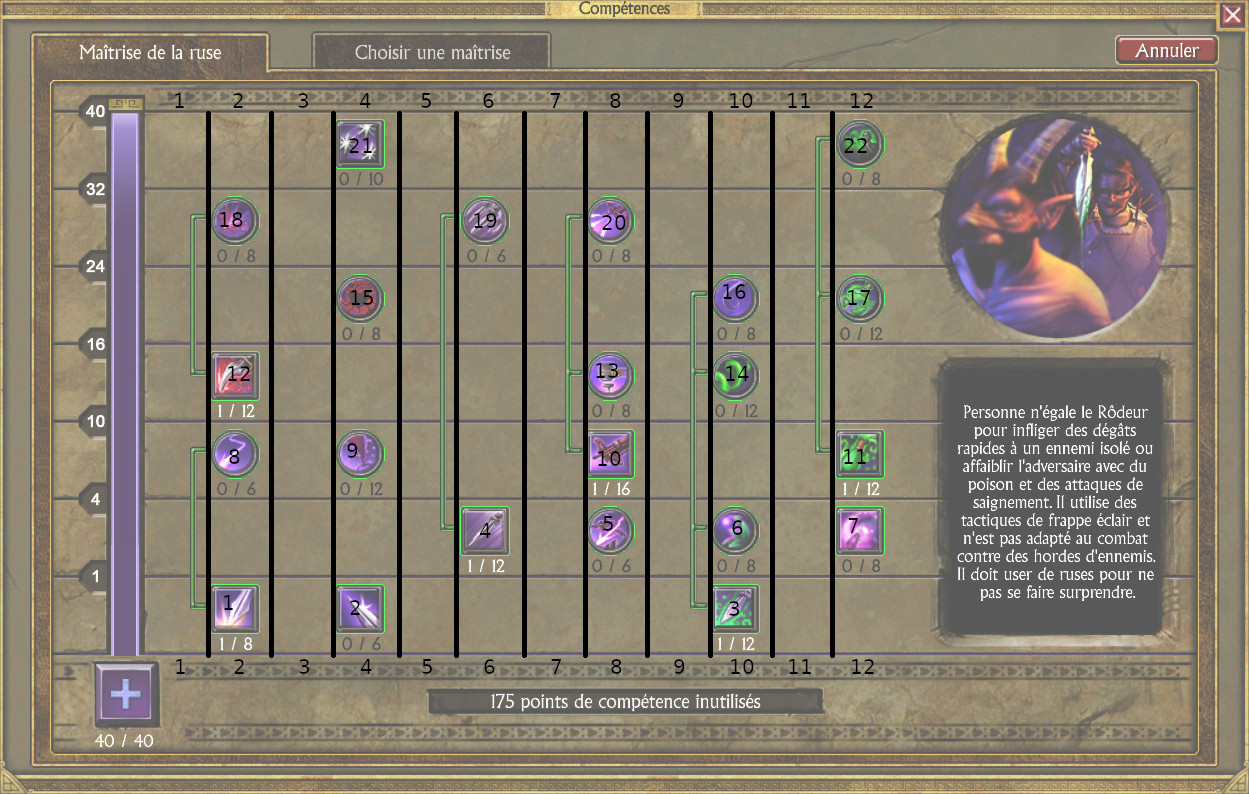 Compétences
Maîtrise de la ruse
Choisir une maîtrise
Annuler
1 2 3 4 5 6 7 8 9 10 11 12
40
21
22
0 / 10
0 / 8
32
18
19
20
0 / 8
0 / 6
0 / 8
24
15
16
17
0 / 8
0 / 8
0 / 12
16
12
13
14
1 / 12
0 / 8
0 / 12
10
8
9
10
11
0 / 6
0 / 12
1 / 16
1 / 12
4
4
5
6
7
1 / 12
0 / 6
0 / 8
0 / 8
1
1
2
3
1 / 8
0 / 6
1 / 12
1 2 3 4 5 6 7 8 9 10 11 12
Personne n'égale le Rôdeur
pour infliger des dégâts
rapides à un ennemi isolé ou
affaiblir l'adversaire avec du
poison et des attaques de
saignement. Il utilise des
tactiques de frappe éclair et
n'est pas adapté au combat
contre des hordes d'ennemis.
Il doit user de ruses pour ne
pas se faire surprendre.
175 points de compétence inutilisés
40 / 40